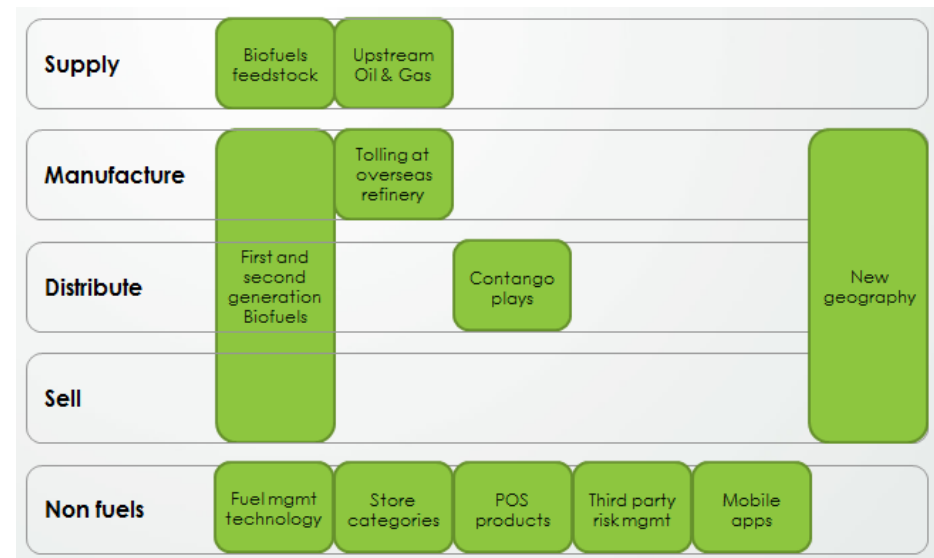 Supply
Biofuels
feedstock
Upstream
Oil & Gas
Manufacture
Tolling at
overseas
refinery
Distribute
First and
second
generation
Biofuels
Contango
plays
New
geography
Sell
Non fuels
Fuel mgmt
technology
Store
categories
POS
products
Third party
risk mgmt
Mobile
apps